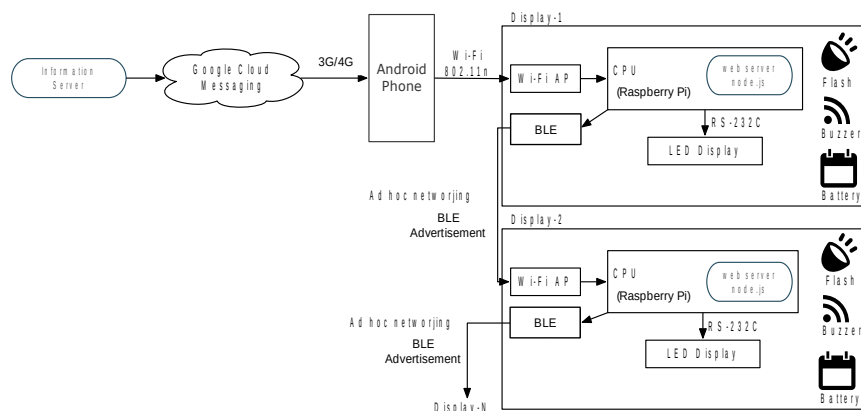 Display-1
Information
Server
Google Cloud
Messaging
3G/4G
Android
Phone
Wi-Fi
802.11n
Wi-Fi AP
CPU
(Raspberry Pi)
web server
node.js
Flash
BLE
RS-232C
LED Display
Buzzer
Battery
Ad hoc networjing
BLE
Advertisement
Display-2
Wi-Fi AP
CPU
(Raspberry Pi)
web server
node.js
Flash
BLE
RS-232C
LED Display
Buzzer
Battery
Ad hoc networjing
BLE
Advertisement
Display-N